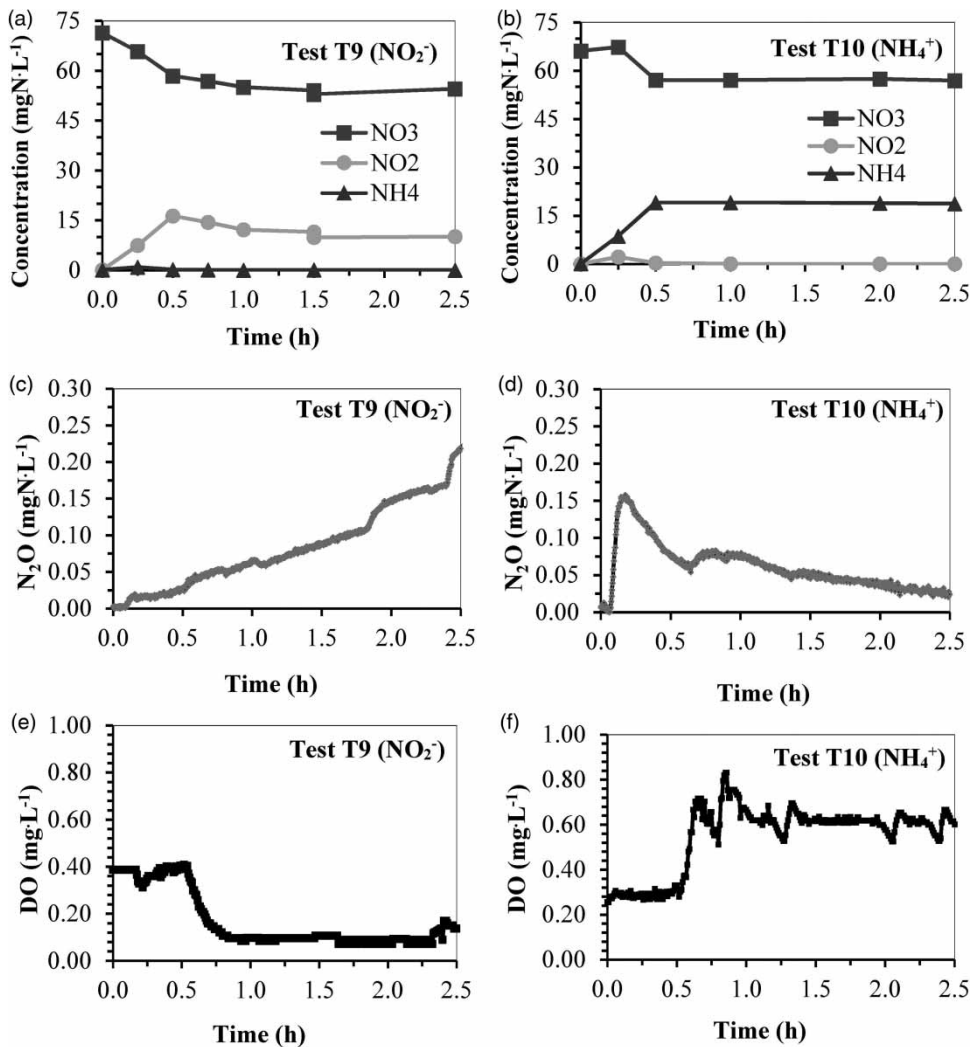 (a)
Concentration (mgN·L⁻¹)
75
60
45
30
15
0
Test T9 (NO₂⁻)
NO3
NO2
NH4
0.0 0.5 1.0 1.5 2.0 2.5
Time (h)
(b)
Concentration (mgN·L⁻¹)
75
60
45
30
15
0
Test T10 (NH₄⁺)
NO3
NO2
NH4
0.0 0.5 1.0 1.5 2.0 2.5
Time (h)
(c)
N₂O (mgN·L⁻¹)
0.30
0.25
0.20
0.15
0.10
0.05
0.00
Test T9 (NO₂⁻)
0.0 0.5 1.0 1.5 2.0 2.5
Time (h)
(d)
N₂O (mgN·L⁻¹)
0.30
0.25
0.20
0.15
0.10
0.05
0.00
Test T10 (NH₄⁺)
0.0 0.5 1.0 1.5 2.0 2.5
Time (h)
(e)
DO (mg·L⁻¹)
1.00
0.80
0.60
0.40
0.20
0.00
Test T9 (NO₂⁻)
0.0 0.5 1.0 1.5 2.0 2.5
Time (h)
(f)
DO (mg·L⁻¹)
1.00
0.80
0.60
0.40
0.20
0.00
Test T10 (NH₄⁺)
0.0 0.5 1.0 1.5 2.0 2.5
Time (h)